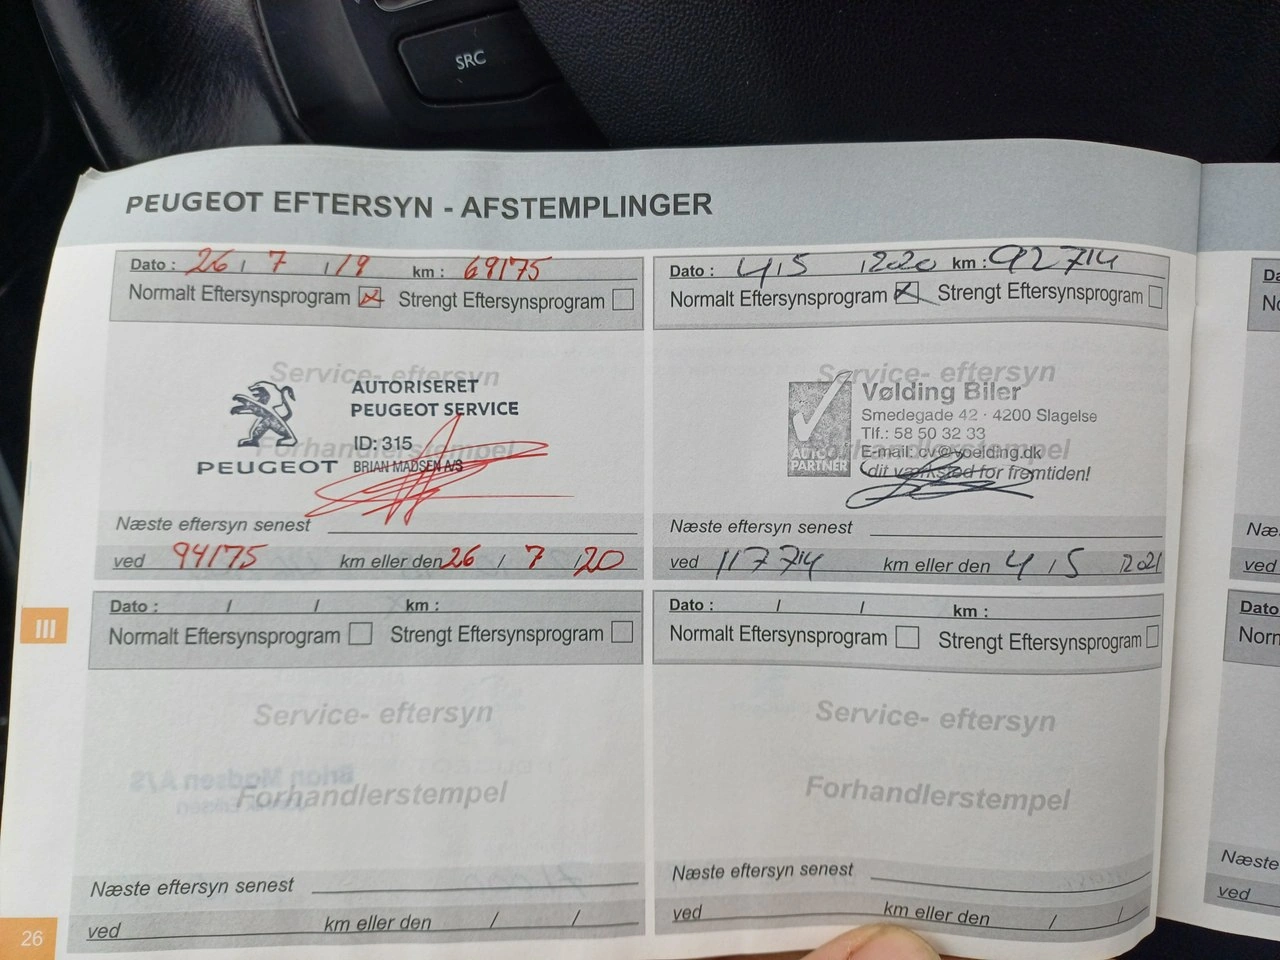 SRC
PEUGEOT EFTERSYN - AFSTEMPLINGER
Dato : 26 / 7 / 19 km : 69175
Normalt Eftersynsprogram Strengt Eftersynsprogram
Service- eftersyn
AUTORISERET
PEUGEOT SERVICE
ID: 315
Forhandlerstempel
PEUGEOT BRIAN MADSEN A/S
Næste eftersyn senest
ved 94175 km eller den 26 / 7 / 20
Dato : 4 / 5 / 2020 km : 92714
Normalt Eftersynsprogram Strengt Eftersynsprogram
Service- eftersyn
Vølding Biler
Smedegade 42 · 4200 Slagelse
Tlf.: 58 50 32 33
Forhandlerstempel
E-mail: cv@voelding.dk
AUTO PARTNER
dit værksted for fremtiden!
Næste eftersyn senest
ved 117714 km eller den 4 / 5 / 2021
III
Dato : / / km :
Normalt Eftersynsprogram Strengt Eftersynsprogram
Service- eftersyn
Forhandlerstempel
Næste eftersyn senest
ved km eller den / /
Dato : / / km :
Normalt Eftersynsprogram Strengt Eftersynsprogram
Service- eftersyn
Forhandlerstempel
Næste eftersyn senest
ved km eller den / /
26
Næste
ved